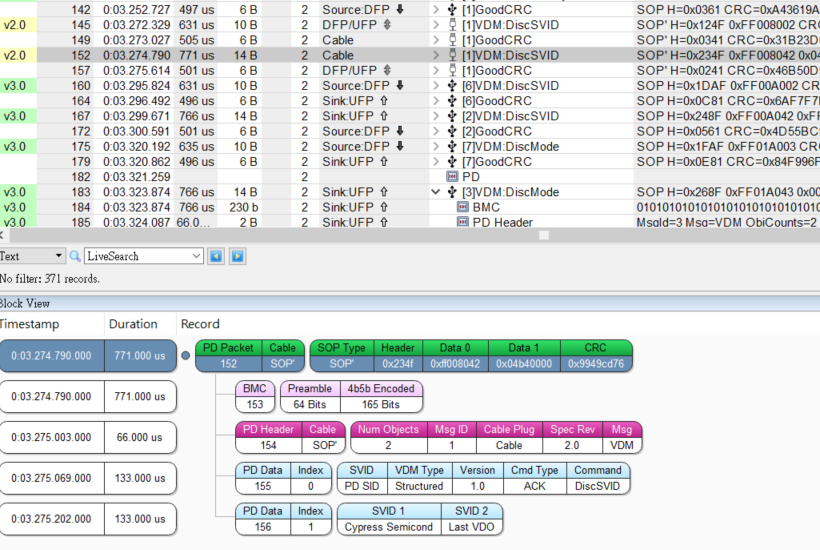 142 0:03.252.727 497 us 6 B 2 Source:DFP [1]GoodCRC SOP H=0x0361 CRC=0xA43619A
v2.0 145 0:03.272.329 631 us 10 B 2 DFP/UFP [1]VDM:DiscSVID SOP' H=0x124F 0xFF008002 CR
149 0:03.273.027 505 us 6 B 2 Cable [1]GoodCRC SOP' H=0x0341 CRC=0x31B23D
v2.0 152 0:03.274.790 771 us 14 B 2 Cable [1]VDM:DiscSVID SOP' H=0x234F 0xFF008042 0x04
157 0:03.275.614 501 us 6 B 2 DFP/UFP [1]GoodCRC SOP' H=0x0241 CRC=0x46B50D
v3.0 160 0:03.295.824 631 us 10 B 2 Source:DFP [6]VDM:DiscSVID SOP H=0x1DAF 0xFF00A002 CR
164 0:03.296.492 496 us 6 B 2 Sink:UFP [6]GoodCRC SOP H=0x0C81 CRC=0x6AF7F7
v3.0 167 0:03.299.671 766 us 14 B 2 Sink:UFP [2]VDM:DiscSVID SOP H=0x248F 0xFF00A042 0xFF
172 0:03.300.591 501 us 6 B 2 Source:DFP [2]GoodCRC SOP H=0x0561 CRC=0x4D55BC
v3.0 175 0:03.320.192 635 us 10 B 2 Source:DFP [7]VDM:DiscMode SOP H=0x1FAF 0xFF01A003 CR
179 0:03.320.862 496 us 6 B 2 Sink:UFP [7]GoodCRC SOP H=0x0E81 CRC=0x84F996F
182 0:03.321.259 2 PD
v3.0 183 0:03.323.874 766 us 14 B 2 Sink:UFP [3]VDM:DiscMode SOP H=0x268F 0xFF01A043 0x00
v3.0 184 0:03.323.874 766 us 230 b 2 Sink:UFP BMC 0101010101010101010101010101010
v3.0 185 0:03.324.087 66.0... 2 B 2 Sink:UFP PD Header MsgId=3 Msg=VDM ObjCounts=2
Text LiveSearch
No filter: 371 records.
Block View
Timestamp Duration Record
PD Packet Cable SOP Type Header Data 0 Data 1 CRC
0:03.274.790.000 771.000 us 152 SOP' SOP' 0x234f 0xff008042 0x04b40000 0x9949cd76
BMC Preamble 4b5b Encoded
0:03.274.790.000 771.000 us 153 64 Bits 165 Bits
PD Header Cable Num Objects Msg ID Cable Plug Spec Rev Msg
0:03.275.003.000 66.000 us 154 SOP' 2 1 Cable 2.0 VDM
PD Data Index SVID VDM Type Version Cmd Type Command
0:03.275.069.000 133.000 us 155 0 PD SID Structured 1.0 ACK DiscSVID
PD Data Index SVID 1 SVID 2
0:03.275.202.000 133.000 us 156 1 Cypress Semicond Last VDO